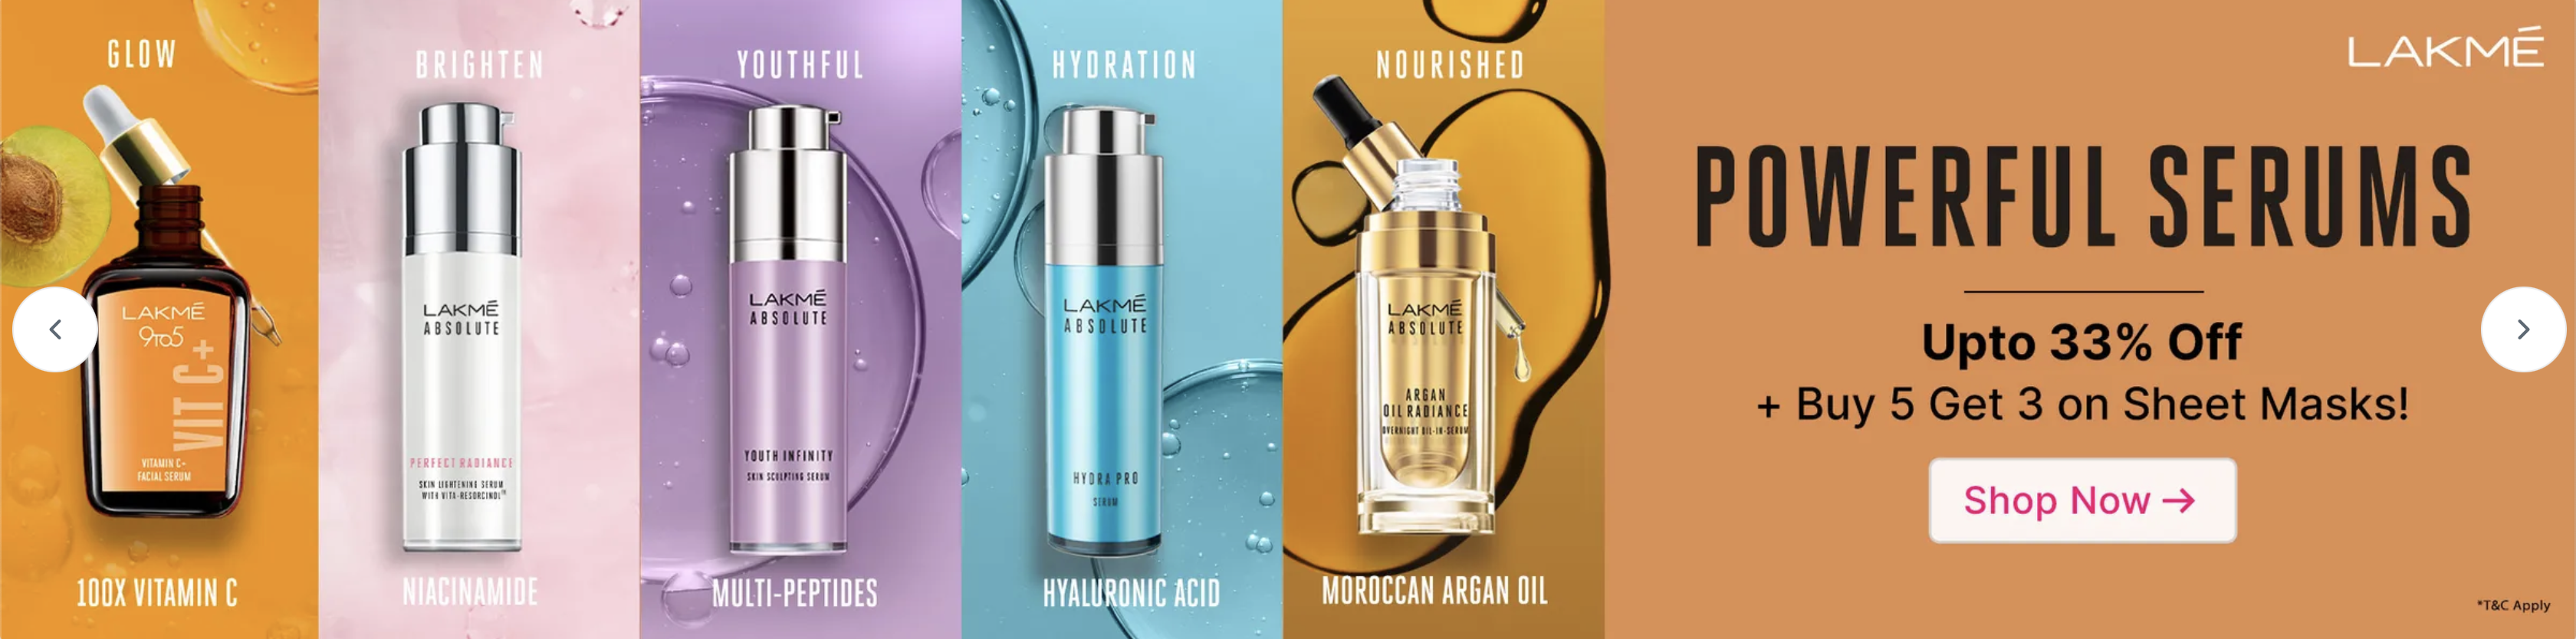 GLOW
LAKMÉ
9TO5
VIT C+
VITAMIN C+
FACIAL SERUM
100X VITAMIN C
BRIGHTEN
LAKMÉ
ABSOLUTE
PERFECT RADIANCE
SKIN LIGHTENING SERUM
WITH VITA-RESORCINOL™
NIACINAMIDE
YOUTHFUL
LAKMÉ
ABSOLUTE
YOUTH INFINITY
SKIN SCULPTING SERUM
MULTI-PEPTIDES
HYDRATION
LAKMÉ
ABSOLUTE
HYDRA PRO
SERUM
HYALURONIC ACID
NOURISHED
LAKMÉ
ABSOLUTE
ARGAN
OIL RADIANCE
OVERNIGHT OIL-IN-SERUM
MOROCCAN ARGAN OIL
LAKMÉ
POWERFUL SERUMS
Upto 33% Off
+ Buy 5 Get 3 on Sheet Masks!
Shop Now →
*T&C Apply